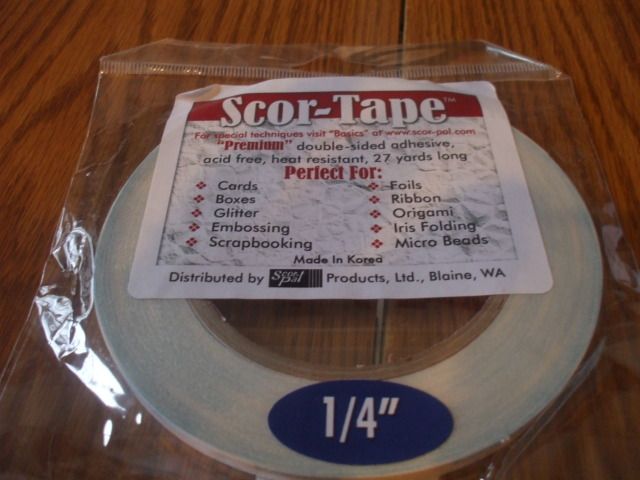 Scor-Tape™
For special techniques visit "Basics" at www.scor-pal.com
"Premium" double-sided adhesive,
acid free, heat resistant, 27 yards long
Perfect For:
Cards
Boxes
Glitter
Embossing
Scrapbooking
Foils
Ribbon
Origami
Iris Folding
Micro Beads
Made In Korea
Distributed by Scor-Pal Products, Ltd., Blaine, WA
1/4"